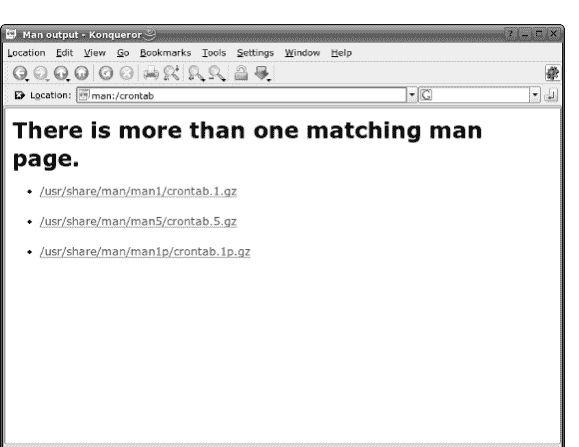 Man output - Konqueror
Location Edit View Go Bookmarks Tools Settings Window Help
Location: man:/crontab
There is more than one matching man
page.
/usr/share/man/man1/crontab.1.gz
/usr/share/man/man5/crontab.5.gz
/usr/share/man/man1p/crontab.1p.gz